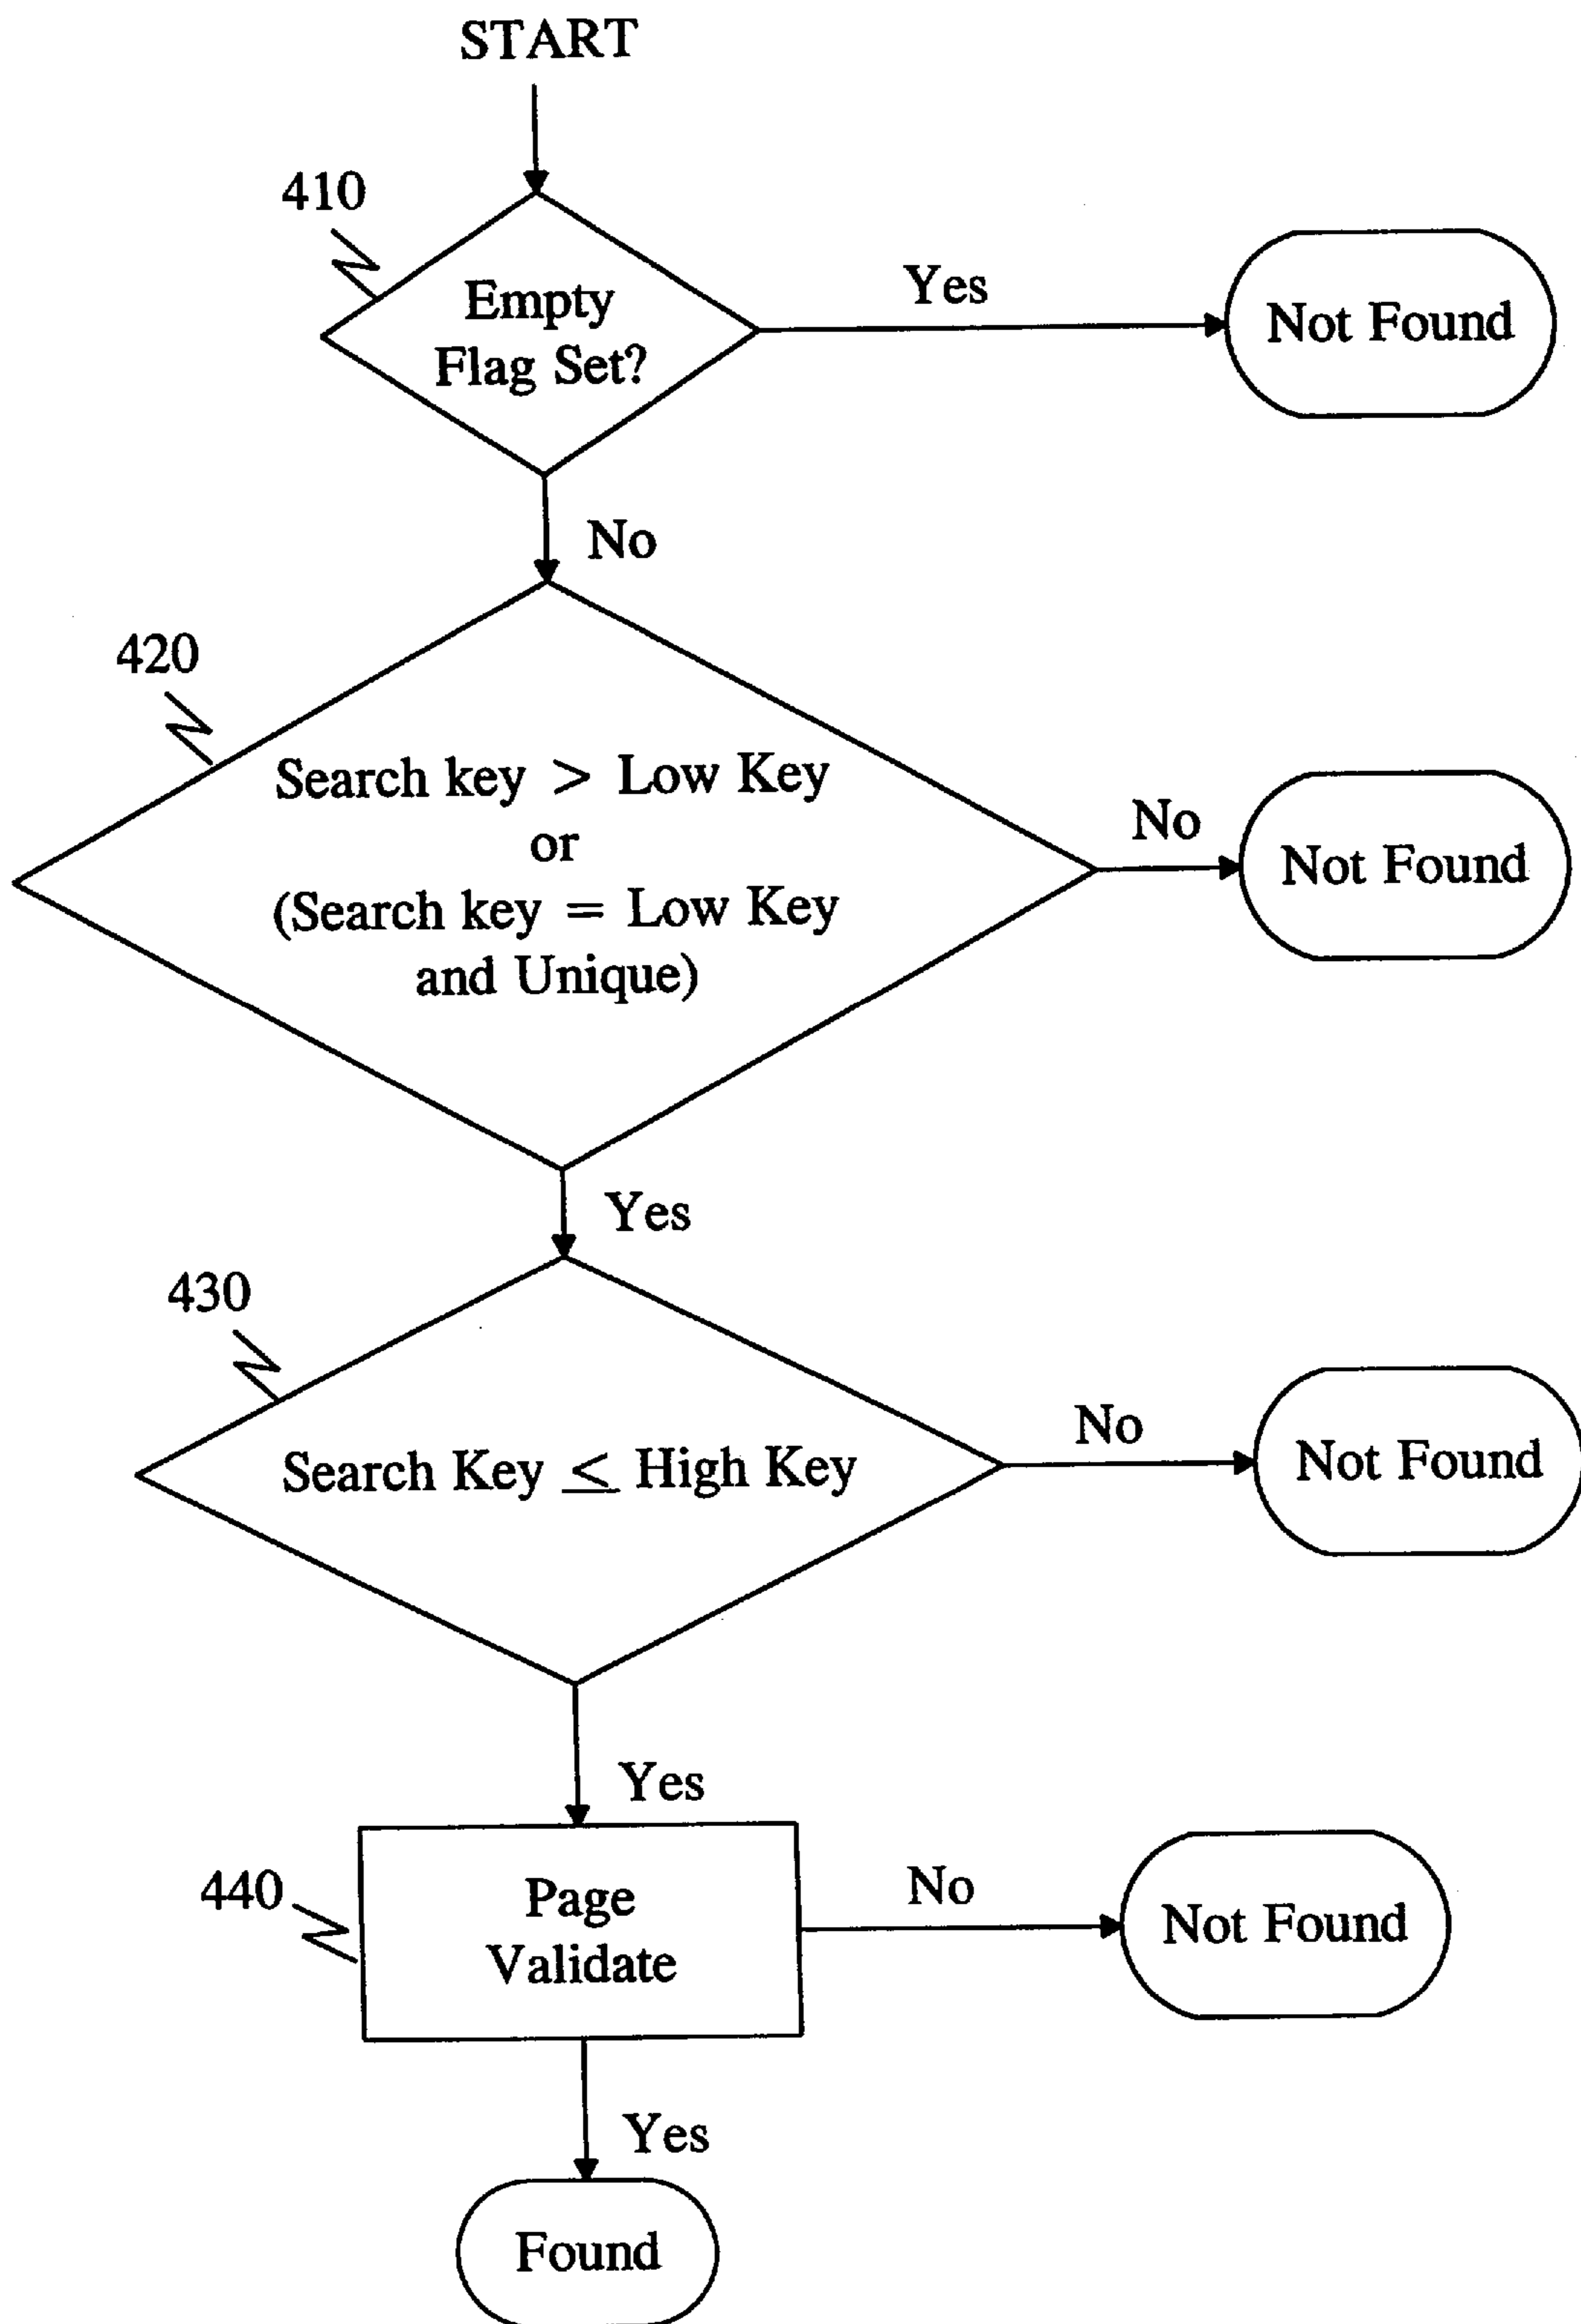 START
410
Empty
Flag Set?
Yes
Not Found
No
420
Search key > Low Key
or
(Search key = Low Key
and Unique)
No
Not Found
Yes
430
Search Key ≤ High Key
No
Not Found
Yes
440
Page
Validate
No
Not Found
Yes
Found